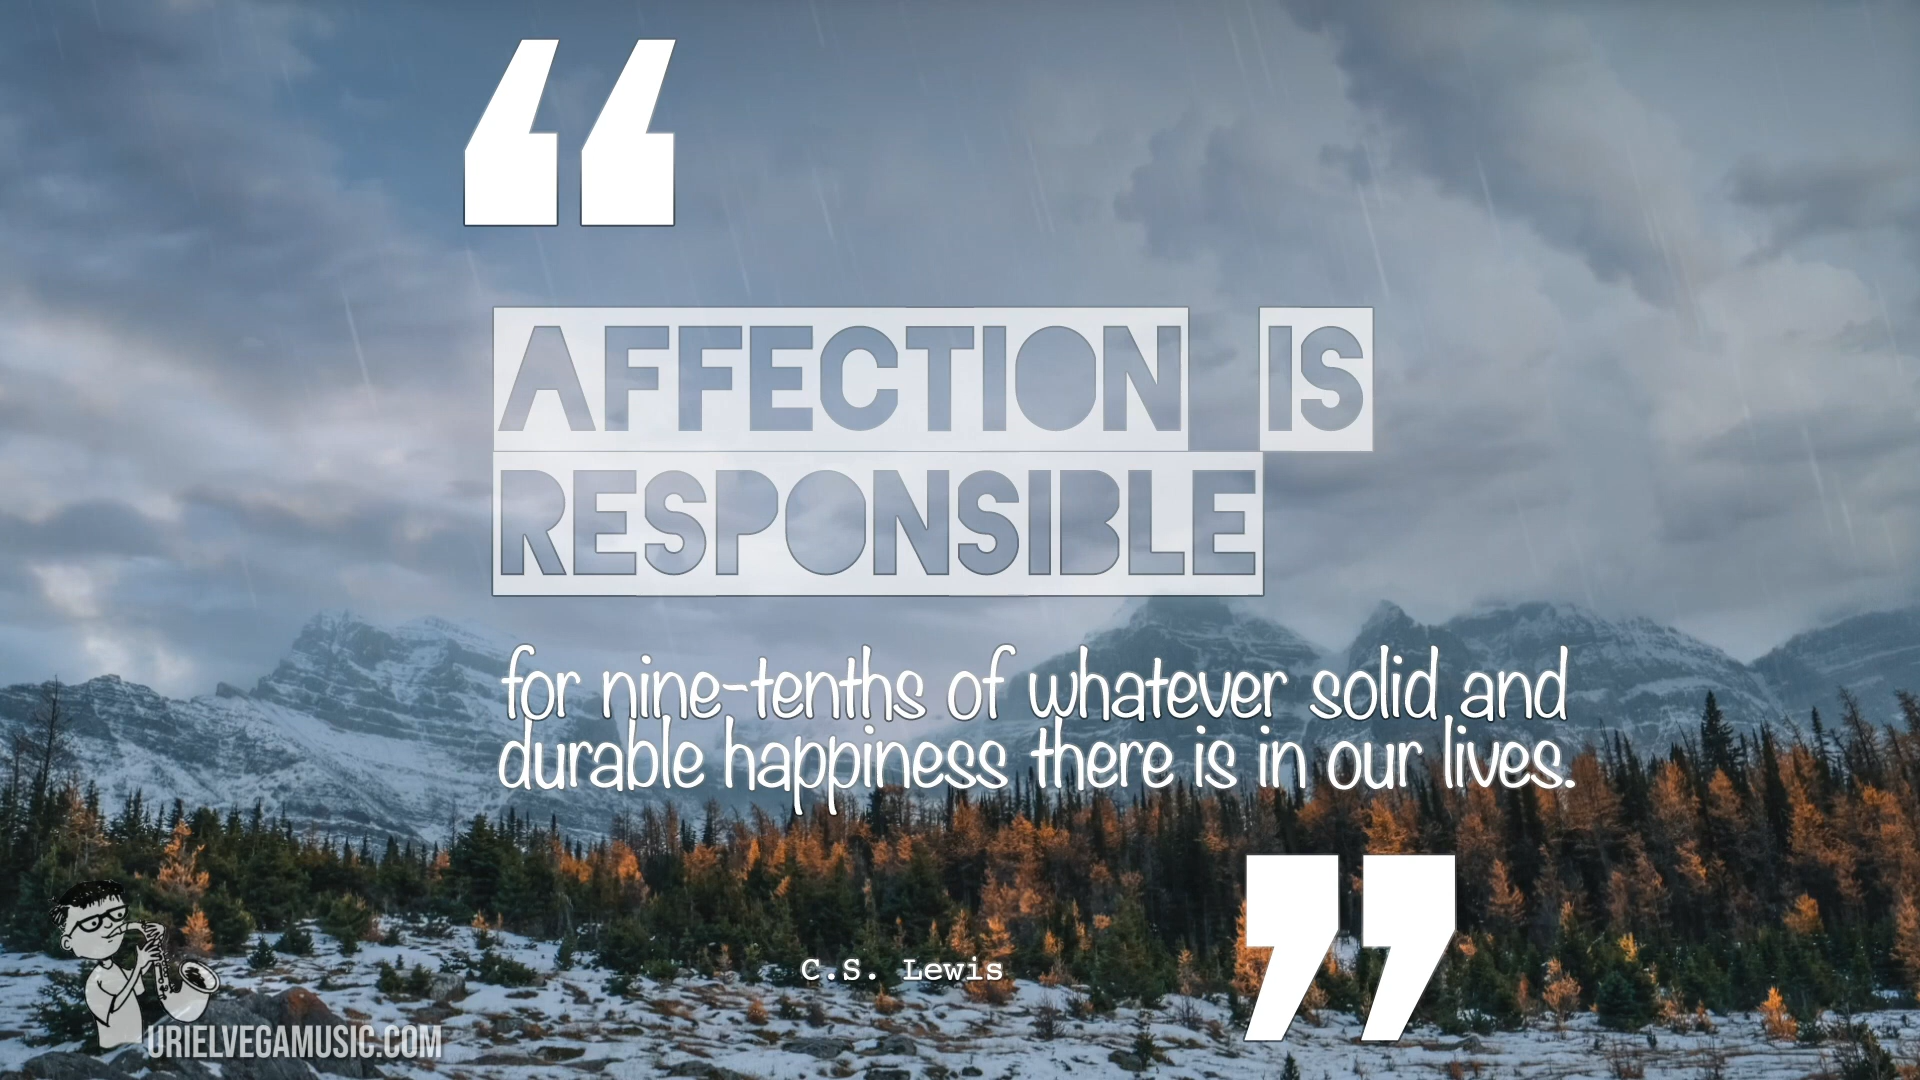 “
AFFECTION IS
RESPONSIBLE
for nine-tenths of whatever solid and
durable happiness there is in our lives.
”
C.S. Lewis
URIELVEGAMUSIC.COM